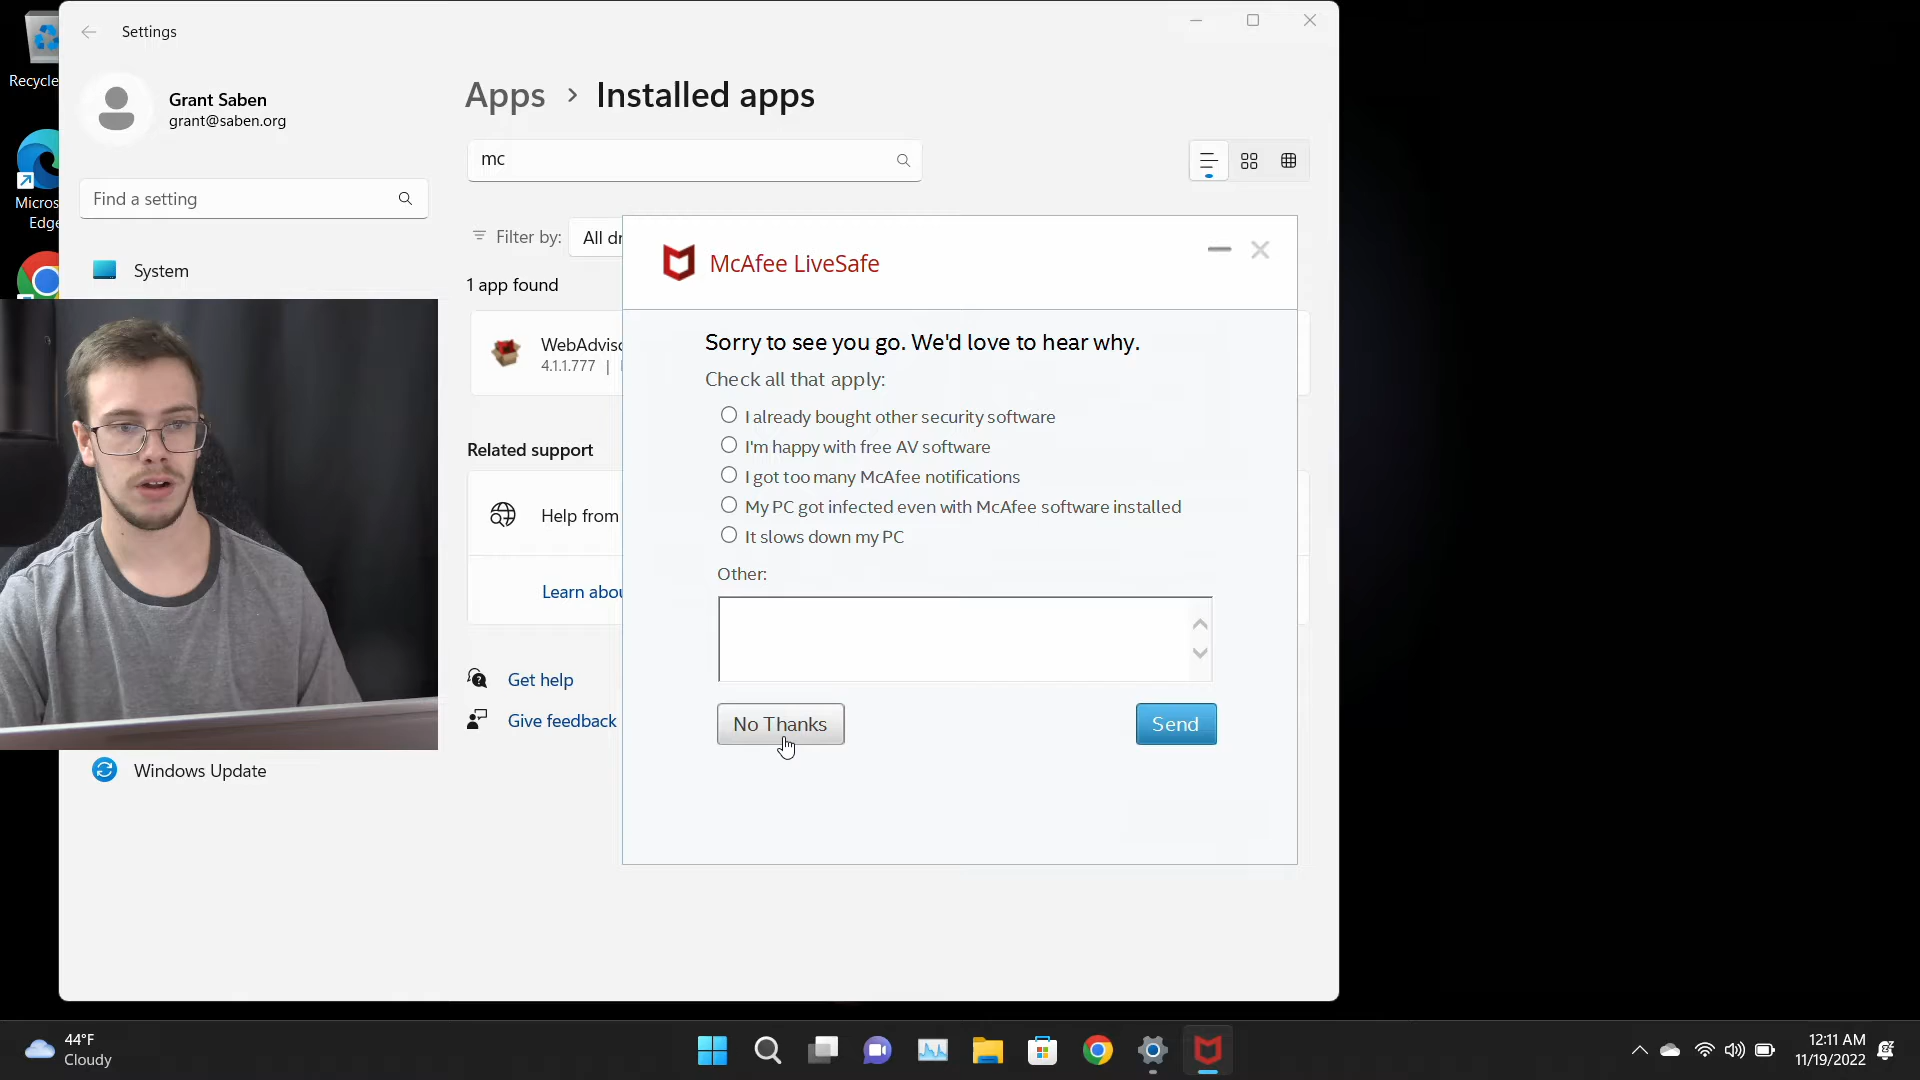 Recycle
Micros
Edge
Settings
Grant Saben
grant@saben.org
Find a setting
System
Windows Update
Apps > Installed apps
mc
Filter by:
All dr
1 app found
WebAdviso
4.1.1.777 |
Related support
Help from
Learn abou
Get help
Give feedback
McAfee LiveSafe
Sorry to see you go. We'd love to hear why.
Check all that apply:
I already bought other security software
I'm happy with free AV software
I got too many McAfee notifications
My PC got infected even with McAfee software installed
It slows down my PC
Other:
No Thanks
Send
44°F
Cloudy
12:11 AM
11/19/2022